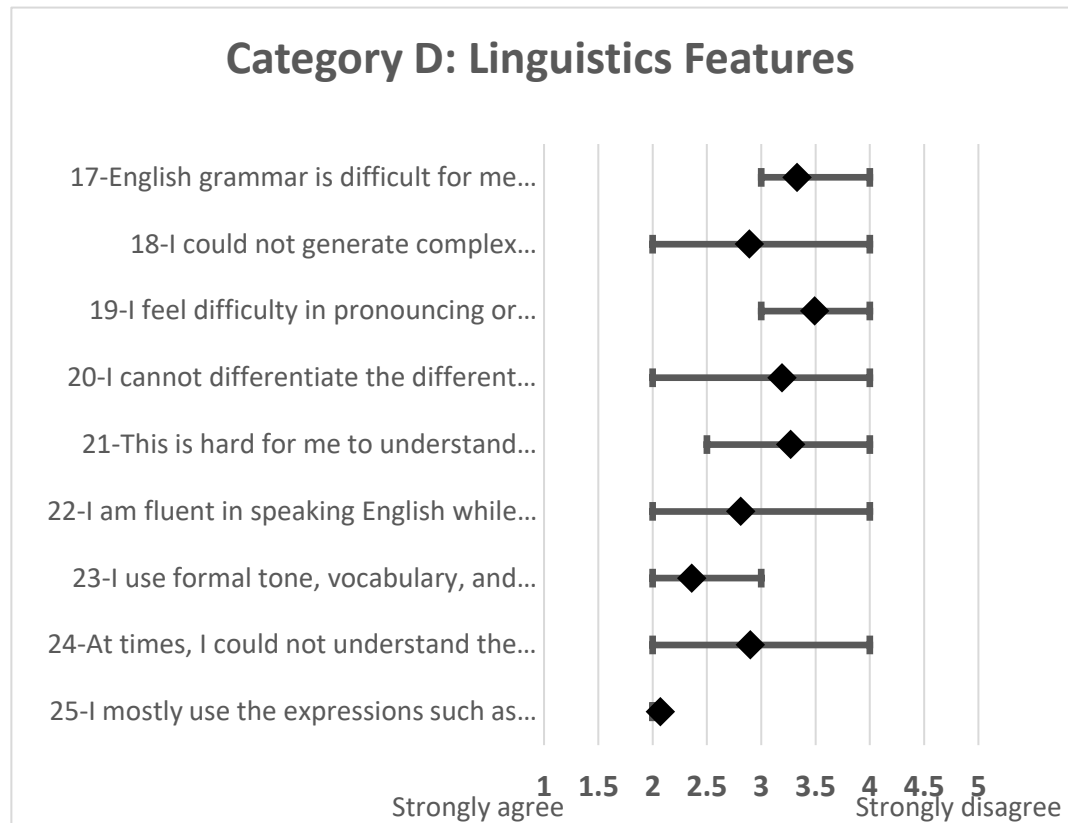 Category D: Linguistics Features
17-English grammar is difficult for me...
18-I could not generate complex...
19-I feel difficulty in pronouncing or...
20-I cannot differentiate the different...
21-This is hard for me to understand...
22-I am fluent in speaking English while...
23-I use formal tone, vocabulary, and...
24-At times, I could not understand the...
25-I mostly use the expressions such as...
1 1.5 2 2.5 3 3.5 4 4.5 5
Strongly agree Strongly disagree